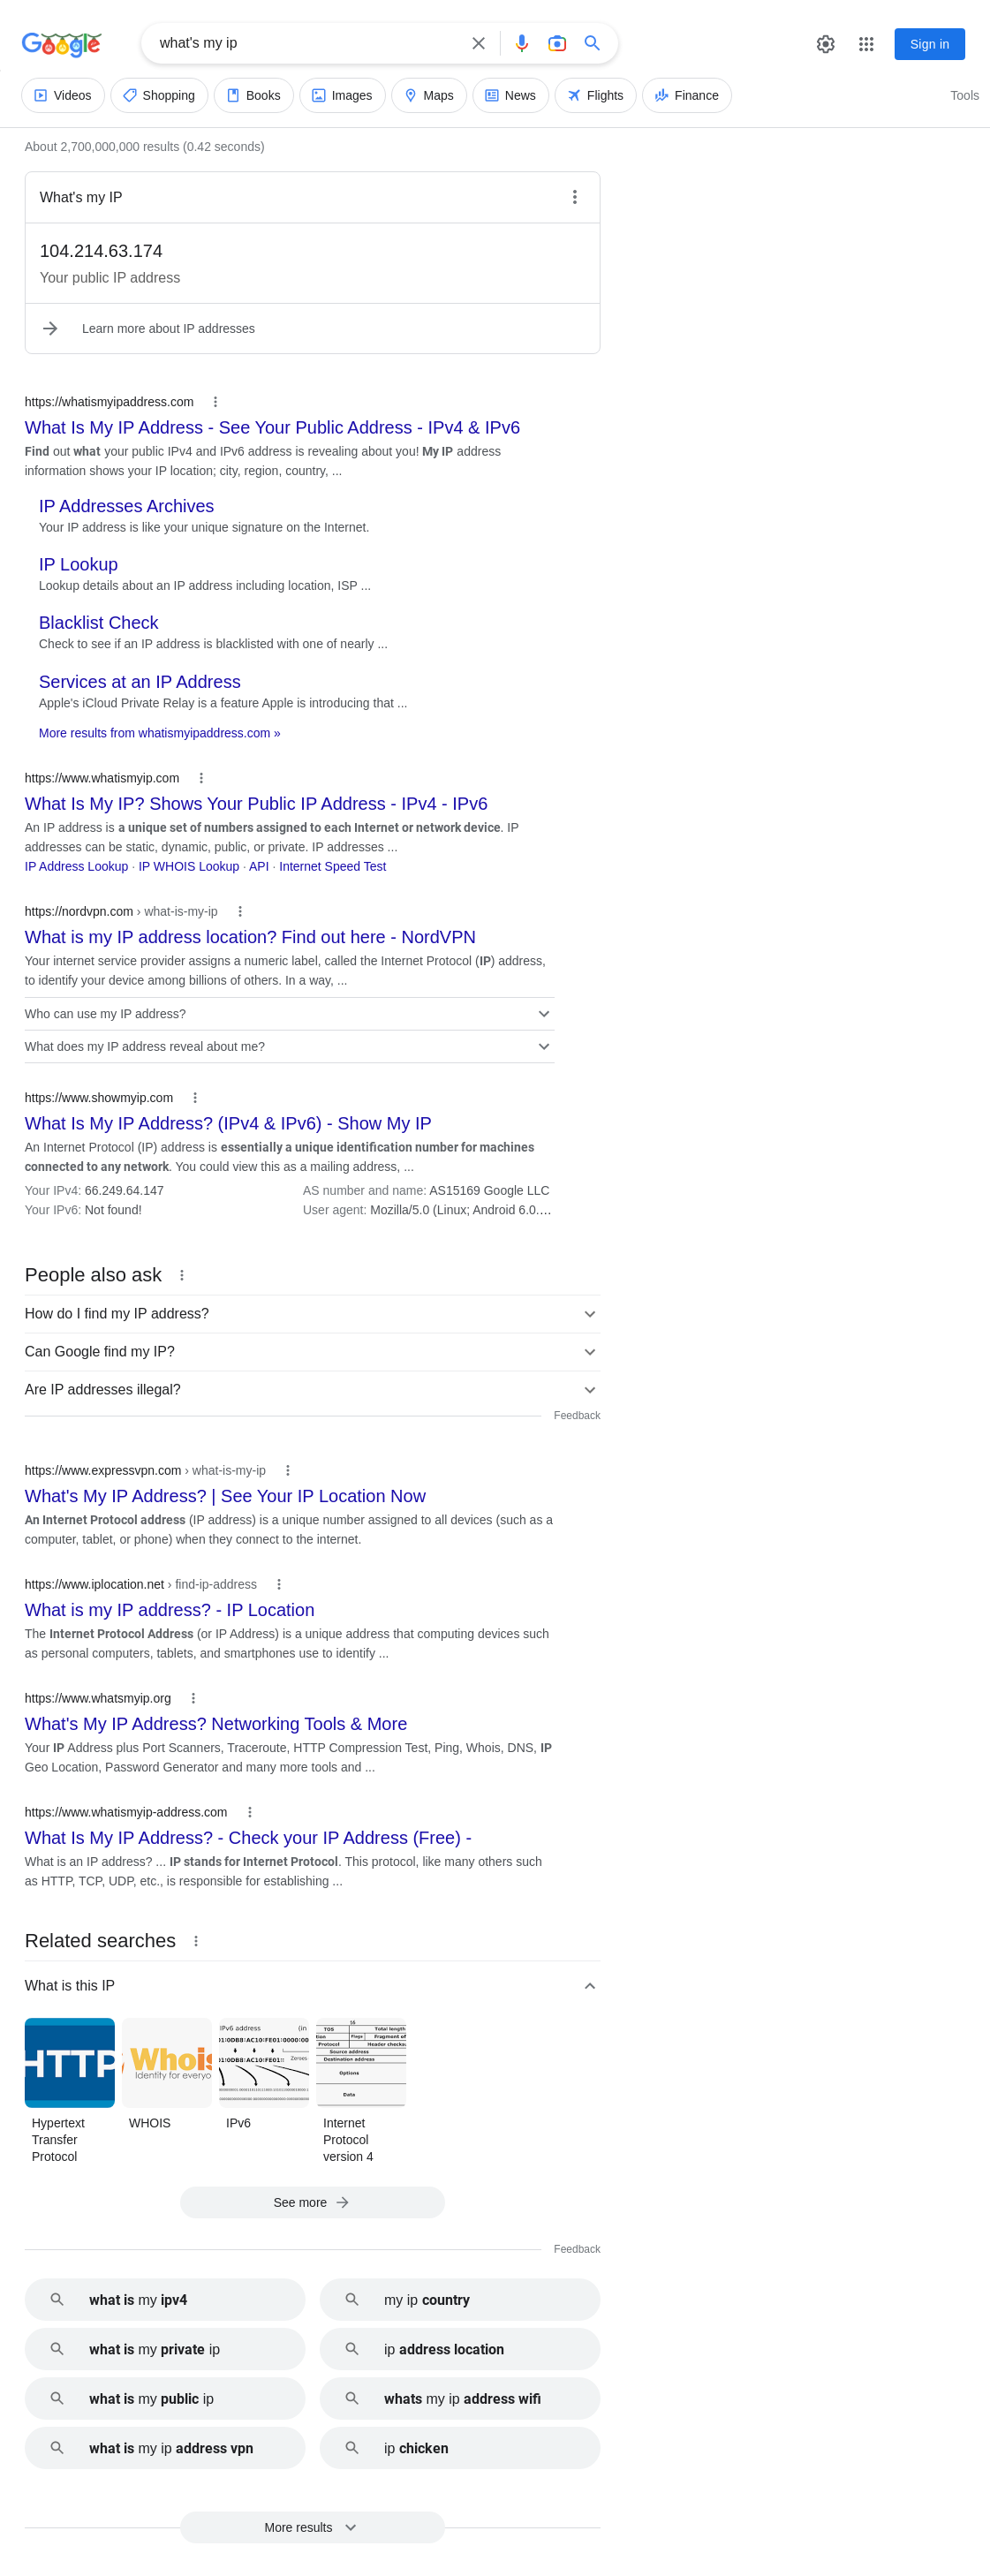 Google
what's my ip
Sign in
Videos
Shopping
Books
Images
Maps
News
Flights
Finance
Tools
About 2,700,000,000 results (0.42 seconds)
What's my IP
104.214.63.174
Your public IP address
Learn more about IP addresses
https://whatismyipaddress.com
What Is My IP Address - See Your Public Address - IPv4 & IPv6
Find out what your public IPv4 and IPv6 address is revealing about you! My IP address
information shows your IP location; city, region, country, ...
IP Addresses Archives
Your IP address is like your unique signature on the Internet.
IP Lookup
Lookup details about an IP address including location, ISP ...
Blacklist Check
Check to see if an IP address is blacklisted with one of nearly ...
Services at an IP Address
Apple's iCloud Private Relay is a feature Apple is introducing that ...
More results from whatismyipaddress.com »
https://www.whatismyip.com
What Is My IP? Shows Your Public IP Address - IPv4 - IPv6
An IP address is a unique set of numbers assigned to each Internet or network device. IP
addresses can be static, dynamic, public, or private. IP addresses ...
IP Address Lookup · IP WHOIS Lookup · API · Internet Speed Test
https://nordvpn.com › what-is-my-ip
What is my IP address location? Find out here - NordVPN
Your internet service provider assigns a numeric label, called the Internet Protocol (IP) address,
to identify your device among billions of others. In a way, ...
Who can use my IP address?
What does my IP address reveal about me?
https://www.showmyip.com
What Is My IP Address? (IPv4 & IPv6) - Show My IP
An Internet Protocol (IP) address is essentially a unique identification number for machines
connected to any network. You could view this as a mailing address, ...
Your IPv4: 66.249.64.147
AS number and name: AS15169 Google LLC
Your IPv6: Not found!
User agent: Mozilla/5.0 (Linux; Android 6.0....
People also ask
How do I find my IP address?
Can Google find my IP?
Are IP addresses illegal?
Feedback
https://www.expressvpn.com › what-is-my-ip
What's My IP Address? | See Your IP Location Now
An Internet Protocol address (IP address) is a unique number assigned to all devices (such as a
computer, tablet, or phone) when they connect to the internet.
https://www.iplocation.net › find-ip-address
What is my IP address? - IP Location
The Internet Protocol Address (or IP Address) is a unique address that computing devices such
as personal computers, tablets, and smartphones use to identify ...
https://www.whatsmyip.org
What's My IP Address? Networking Tools & More
Your IP Address plus Port Scanners, Traceroute, HTTP Compression Test, Ping, Whois, DNS, IP
Geo Location, Password Generator and many more tools and ...
https://www.whatismyip-address.com
What Is My IP Address? - Check your IP Address (Free) -
What is an IP address? ... IP stands for Internet Protocol. This protocol, like many others such
as HTTP, TCP, UDP, etc., is responsible for establishing ...
Related searches
What is this IP
HTTP
Whois
Identity for everyo
IPv6 address (in
Zeroes
16
TOS
Total length
Flags
Fragment of
Protocol
Header checksu
Source address
Destination address
Options
Data
Hypertext
Transfer
Protocol
WHOIS
IPv6
Internet
Protocol
version 4
See more
Feedback
what is my ipv4
my ip country
what is my private ip
ip address location
what is my public ip
whats my ip address wifi
what is my ip address vpn
ip chicken
More results